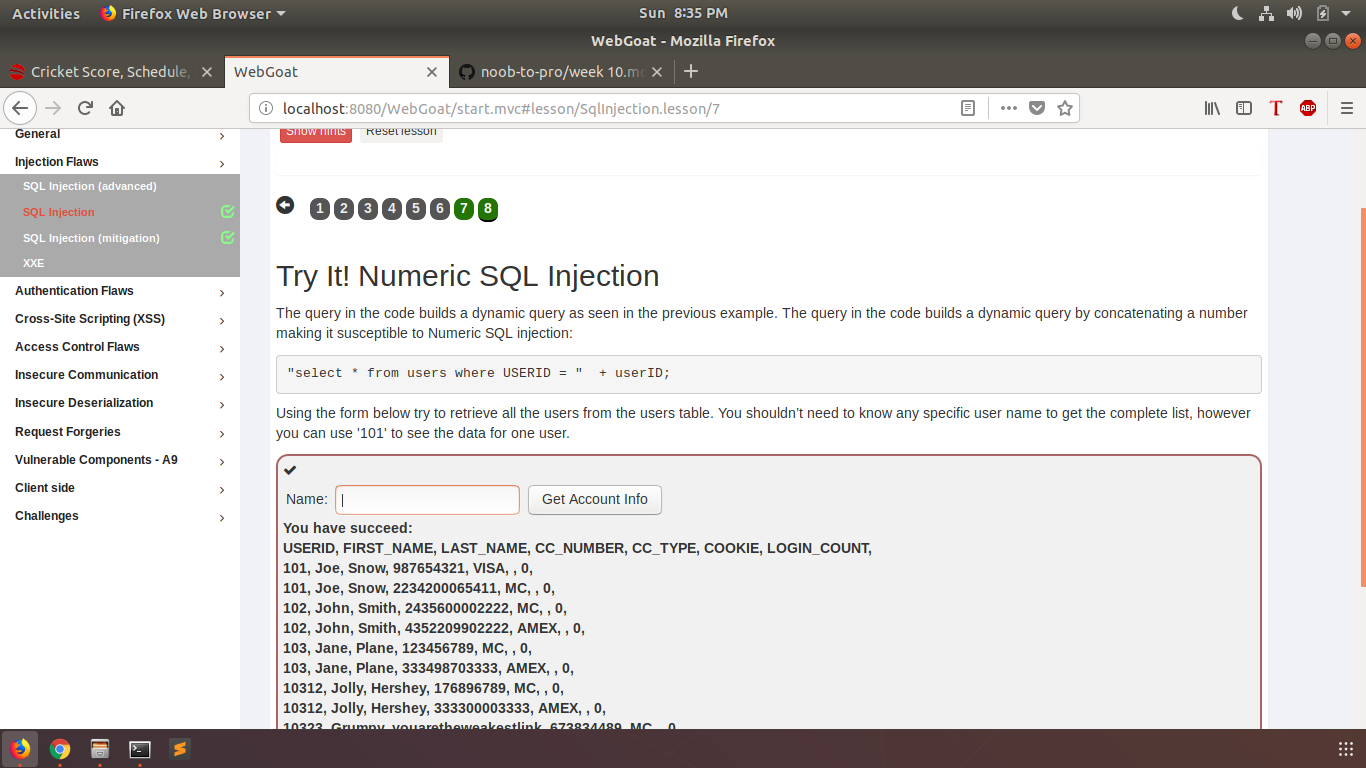 Activities Firefox Web Browser Sun 8:35 PM
WebGoat - Mozilla Firefox
Cricket Score, Schedule, WebGoat noob-to-pro/week 10.md
localhost:8080/WebGoat/start.mvc#lesson/SqlInjection.lesson/7 T ABP
General
Injection Flaws
SQL Injection (advanced)
SQL Injection
SQL Injection (mitigation)
XXE
Authentication Flaws
Cross-Site Scripting (XSS)
Access Control Flaws
Insecure Communication
Insecure Deserialization
Request Forgeries
Vulnerable Components - A9
Client side
Challenges
Show hints Reset lesson
1 2 3 4 5 6 7 8
Try It! Numeric SQL Injection
The query in the code builds a dynamic query as seen in the previous example. The query in the code builds a dynamic query by concatenating a number
making it susceptible to Numeric SQL injection:
"select * from users where USERID = "  + userID;
Using the form below try to retrieve all the users from the users table. You shouldn't need to know any specific user name to get the complete list, however
you can use '101' to see the data for one user.
Name: Get Account Info
You have succeed:
USERID, FIRST_NAME, LAST_NAME, CC_NUMBER, CC_TYPE, COOKIE, LOGIN_COUNT,
101, Joe, Snow, 987654321, VISA, , 0,
101, Joe, Snow, 2234200065411, MC, , 0,
102, John, Smith, 2435600002222, MC, , 0,
102, John, Smith, 4352209902222, AMEX, , 0,
103, Jane, Plane, 123456789, MC, , 0,
103, Jane, Plane, 333498703333, AMEX, , 0,
10312, Jolly, Hershey, 176896789, MC, , 0,
10312, Jolly, Hershey, 333300003333, AMEX, , 0,
10323, Grumpy, youaretheweakestlink, 673834489, MC, , 0,